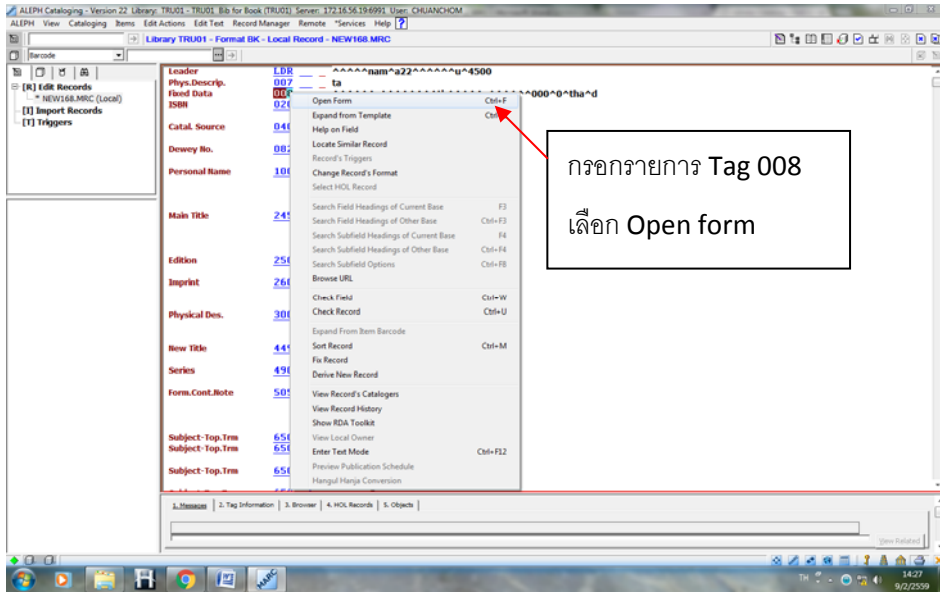 ALEPH Cataloging - Version 22 Library: TRU01 - TRU01 Bib for Book (TRU01) Server: 172.16.56.19:6991 User: CHUANCHOM
ALEPH View Cataloging Items Edit Actions Edit Text Record Manager Remote *Services Help ?
Library TRU01 - Format BK - Local Record - NEW168.MRC
Barcode
[R] Edit Records
* NEW168.MRC (Local)
[I] Import Records
[T] Triggers
Leader LDR _ _ ^^^^^nam^a22^^^^^^u^4500
Phys.Descrip. 007 _ _ ta
Fixed Data 00 ^000^0^tha^d
ISBN 020
Catal. Source 040
Dewey No. 082
Personal Name 100
Main Title 245
Edition 250
Imprint 260
Physical Des. 300
New Title 449
Series 490
Form.Cont.Note 505
Subject-Top.Trm 650
Subject-Top.Trm 650
Subject-Top.Trm 650
Open Form Ctrl+F
Expand from Template
Help on Field
Locate Similar Record
Record's Triggers
Change Record's Format
Select HOL Record
Search Field Headings of Current Base F3
Search Field Headings of Other Base Ctrl+F3
Search Subfield Headings of Current Base F4
Search Subfield Headings of Other Base Ctrl+F4
Search Subfield Options Ctrl+F8
Browse URL
Check Field Ctrl+W
Check Record Ctrl+U
Expand From Item Barcode
Sort Record Ctrl+M
Fix Record
Derive New Record
View Record's Catalogers
View Record History
Show RDA Toolkit
View Local Owner
Enter Text Mode Ctrl+F12
Preview Publication Schedule
Hangul Hanja Conversion
กรอกรายการ Tag 008
เลือก Open form
1. Messages 2. Tag Information 3. Browser 4. HOL Records 5. Objects
View Related
MARC
TH
14:27
9/2/2559